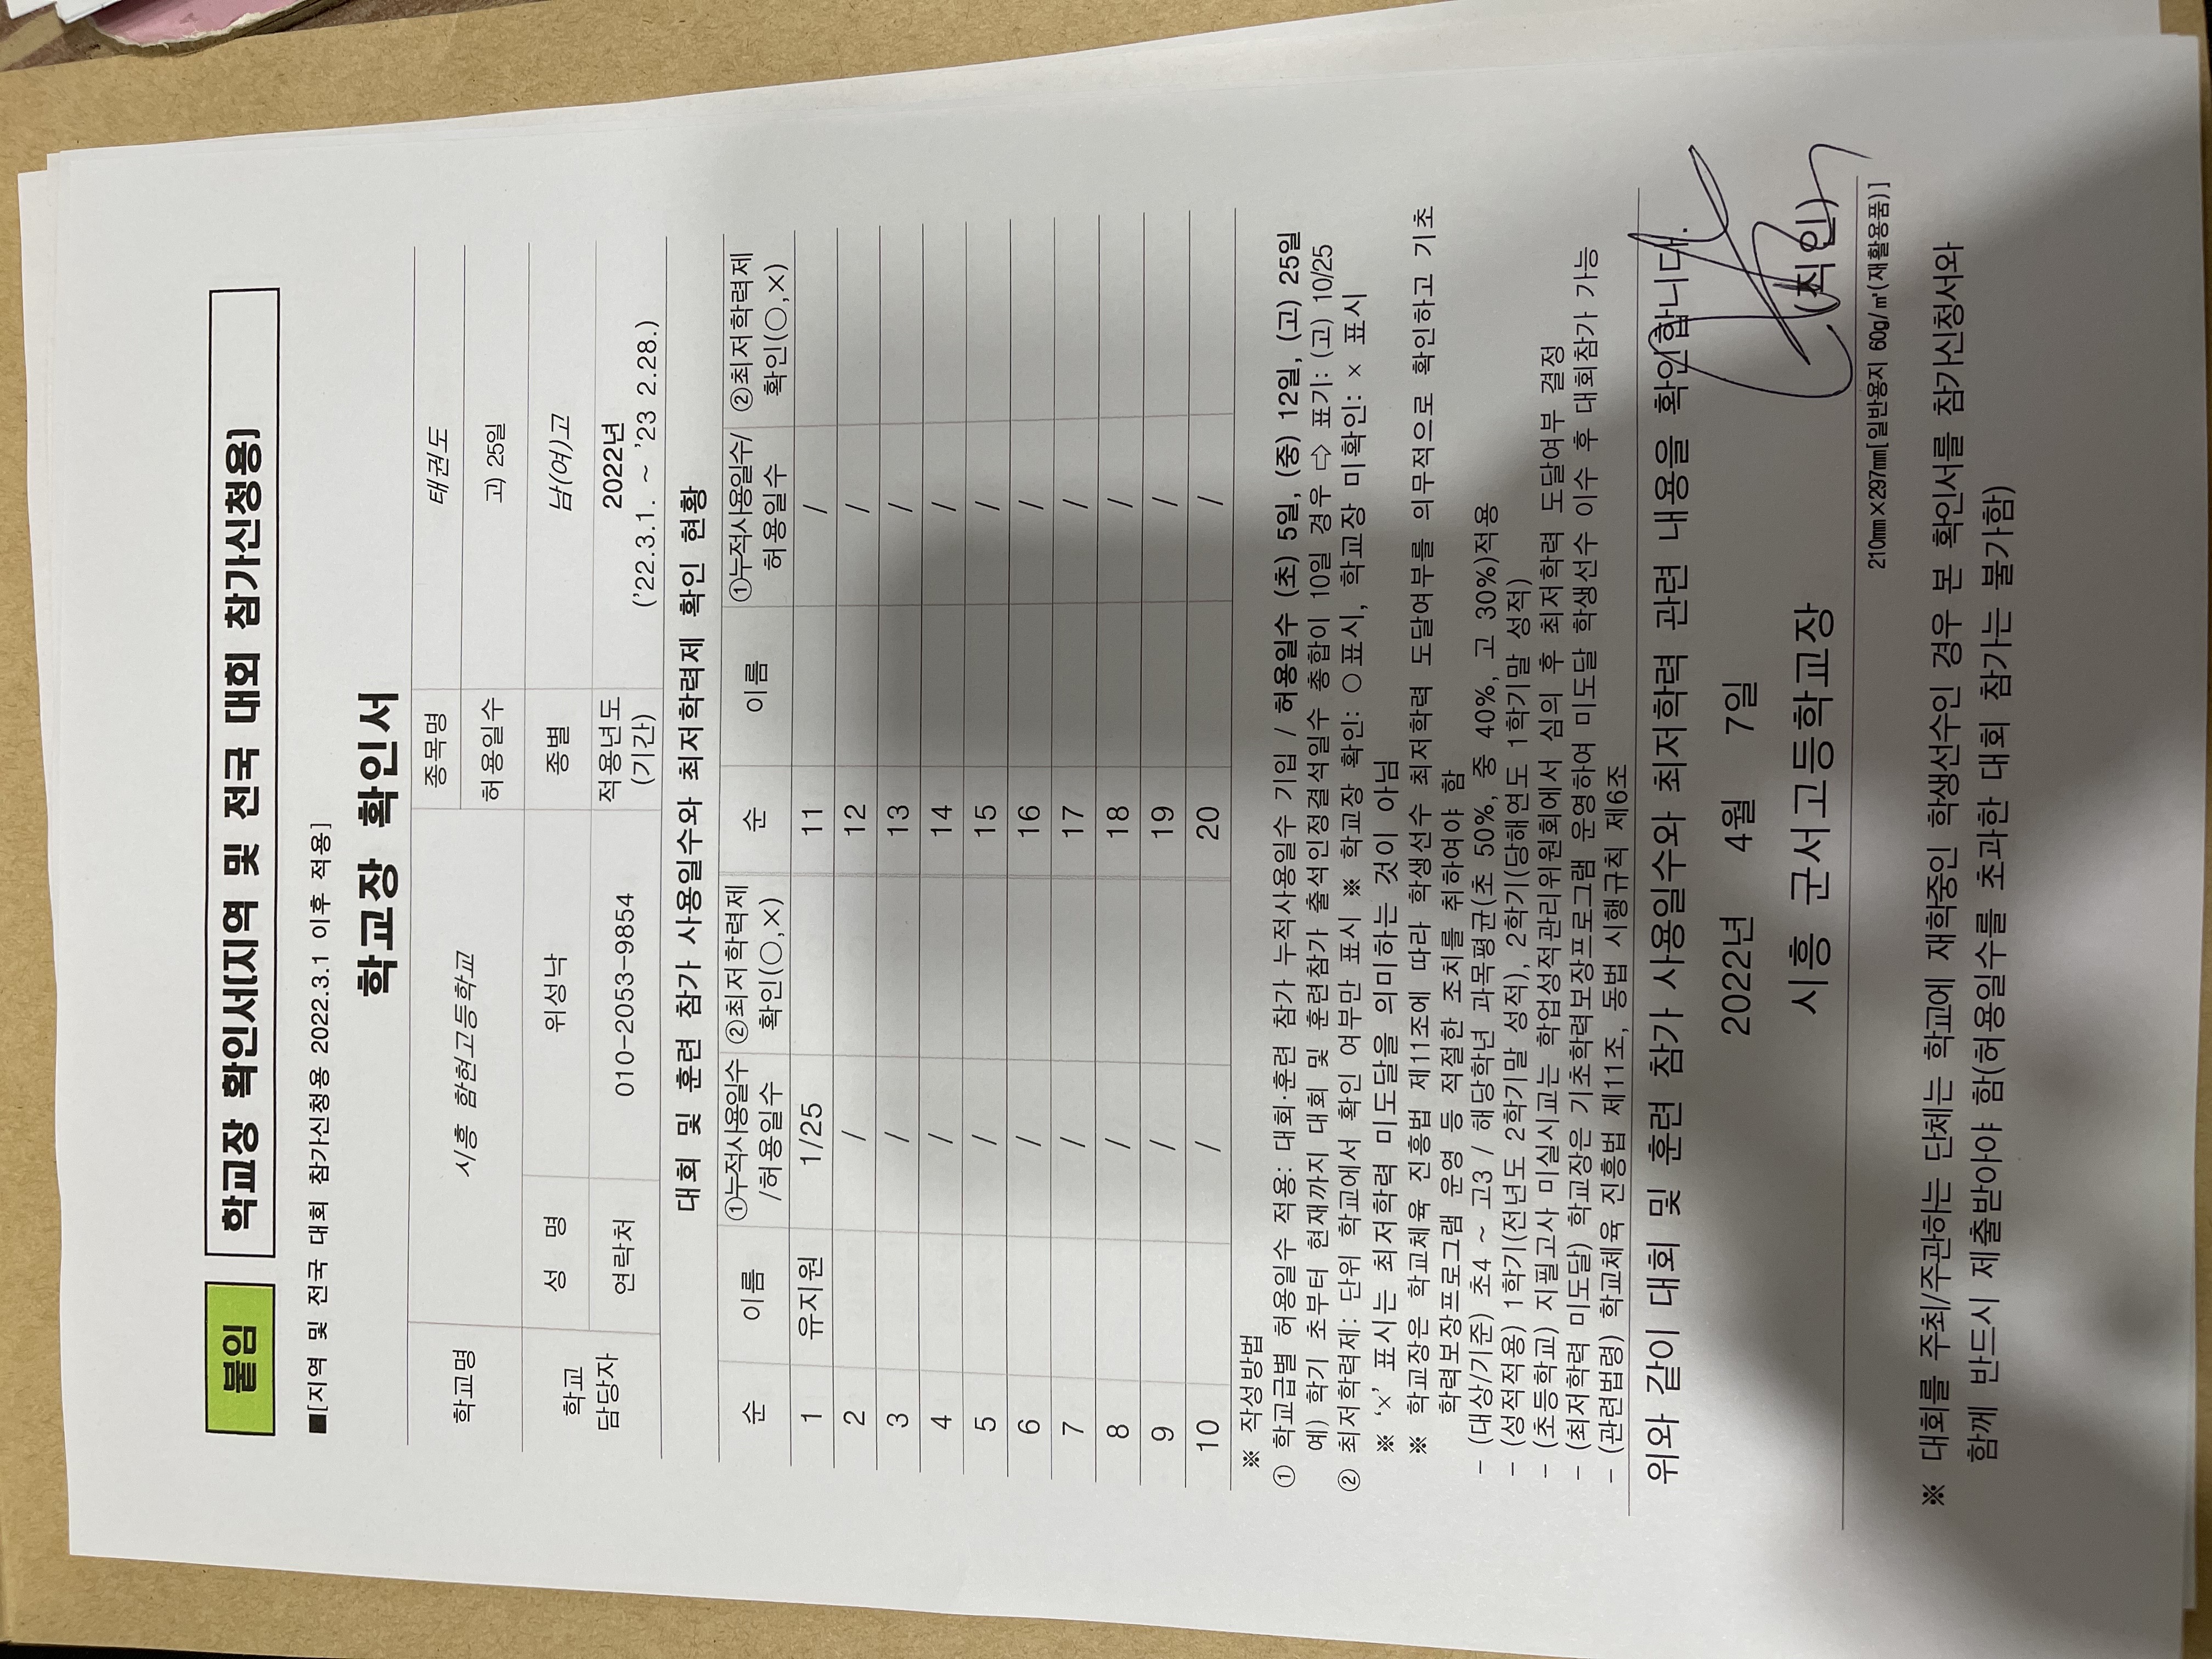 붙임 학교장 확인서(지역 및 전국 대회 참가신청용)
■[지역 및 전국 대회 참가신청용 2022.3.1 이후 적용]
학교장 확인서
학교명 시흥 함현고등학교 종목명 태권도
허용일수 고) 25일
학교 담당자 성 명 위성낙 종별 남(여)고
연락처 010-2053-9854 적용년도 (기간) 2022년 ('22.3.1. ~ '23 2.28.)
대회 및 훈련 참가 사용일수와 최저학력제 확인 현황
순 이름 ①누적사용일수/허용일수 ②최저학력제 확인(○,×) 순 이름 ①누적사용일수/허용일수 ②최저학력제 확인(○,×)
1 유지원 1/25 11 /
2 / 12 /
3 / 13 /
4 / 14 /
5 / 15 /
6 / 16 /
7 / 17 /
8 / 18 /
9 / 19 /
10 / 20 /
※ 작성방법
① 학교급별 허용일수 적용: 대회·훈련 참가 누적사용일수 기입 / 허용일수 (초) 5일, (중) 12일, (고) 25일
예) 학기 초부터 현재까지 대회 및 훈련참가 출석인정결석일수 총합이 10일 경우 ⇨ 표기: (고) 10/25
② 최저학력제: 단위 학교에서 확인 여부만 표시 ※ 학교장 확인: ○표시, 학교장 미확인: × 표시
※ '×' 표시는 최저학력 미도달을 의미하는 것이 아님
※ 학교장은 학교체육 진흥법 제11조에 따라 학생선수 최저학력 도달여부를 의무적으로 확인하고 기초
학력보장프로그램 운영 등 적절한 조치를 취하여야 함
- (대상/기준) 초4 ~ 고3 / 해당학년 과목평균(초 50%, 중 40%, 고 30%)적용
- (성적적용) 1학기(전년도 2학기말 성적), 2학기(당해연도 1학기말 성적)
- (초등학교) 지필고사 미실시교는 학업성적관리위원회에서 심의 후 최저학력 도달여부 결정
- (최저학력 미도달) 학교장은 기초학력보장프로그램 운영하여 미도달 학생선수 이수 후 대회참가 가능
- (관련법령) 학교체육 진흥법 제11조, 동법 시행규칙 제6조
위와 같이 대회 및 훈련 참가 사용일수와 최저학력 관련 내용을 확인합니다.
2022년 4월 7일
시흥 군서고등학교장 (직인)
210㎜×297㎜[일반용지 60g/㎡(재활용품)]
※ 대회를 주최/주관하는 단체는 학교에 재학중인 학생선수인 경우 본 확인서를 참가신청서와
함께 반드시 제출받아야 함(허용일수를 초과한 대회 참가는 불가함)